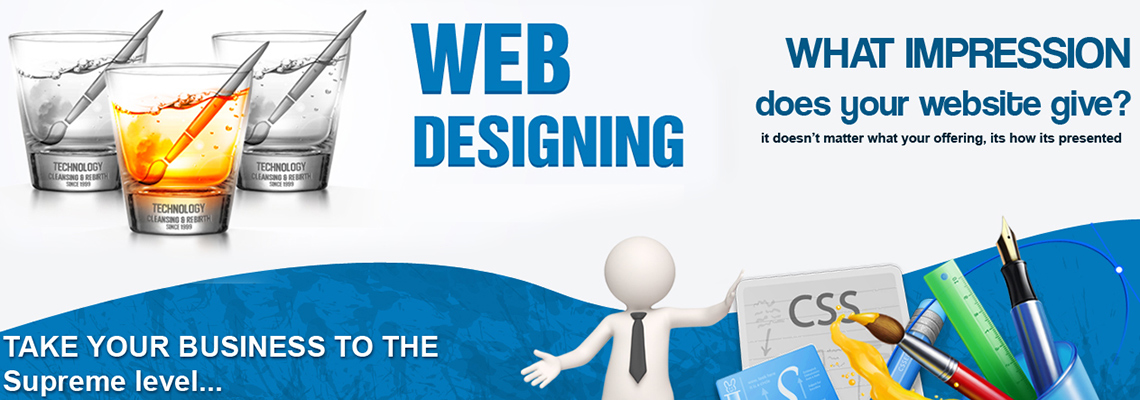 WEB
DESIGNING
WHAT IMPRESSION
does your website give?
it doesn't matter what your offering, its how its presented
TECHNOLOGY
CLEANSING & REBIRTH
SINCE 1999
TECHNOLOGY
CLEANSING & REBIRTH
SINCE 1999
TECHNOLOGY
CLEANSING & REBIRTH
SINCE 1999
TAKE YOUR BUSINESS TO THE
Supreme level...
CSS
S
CSS